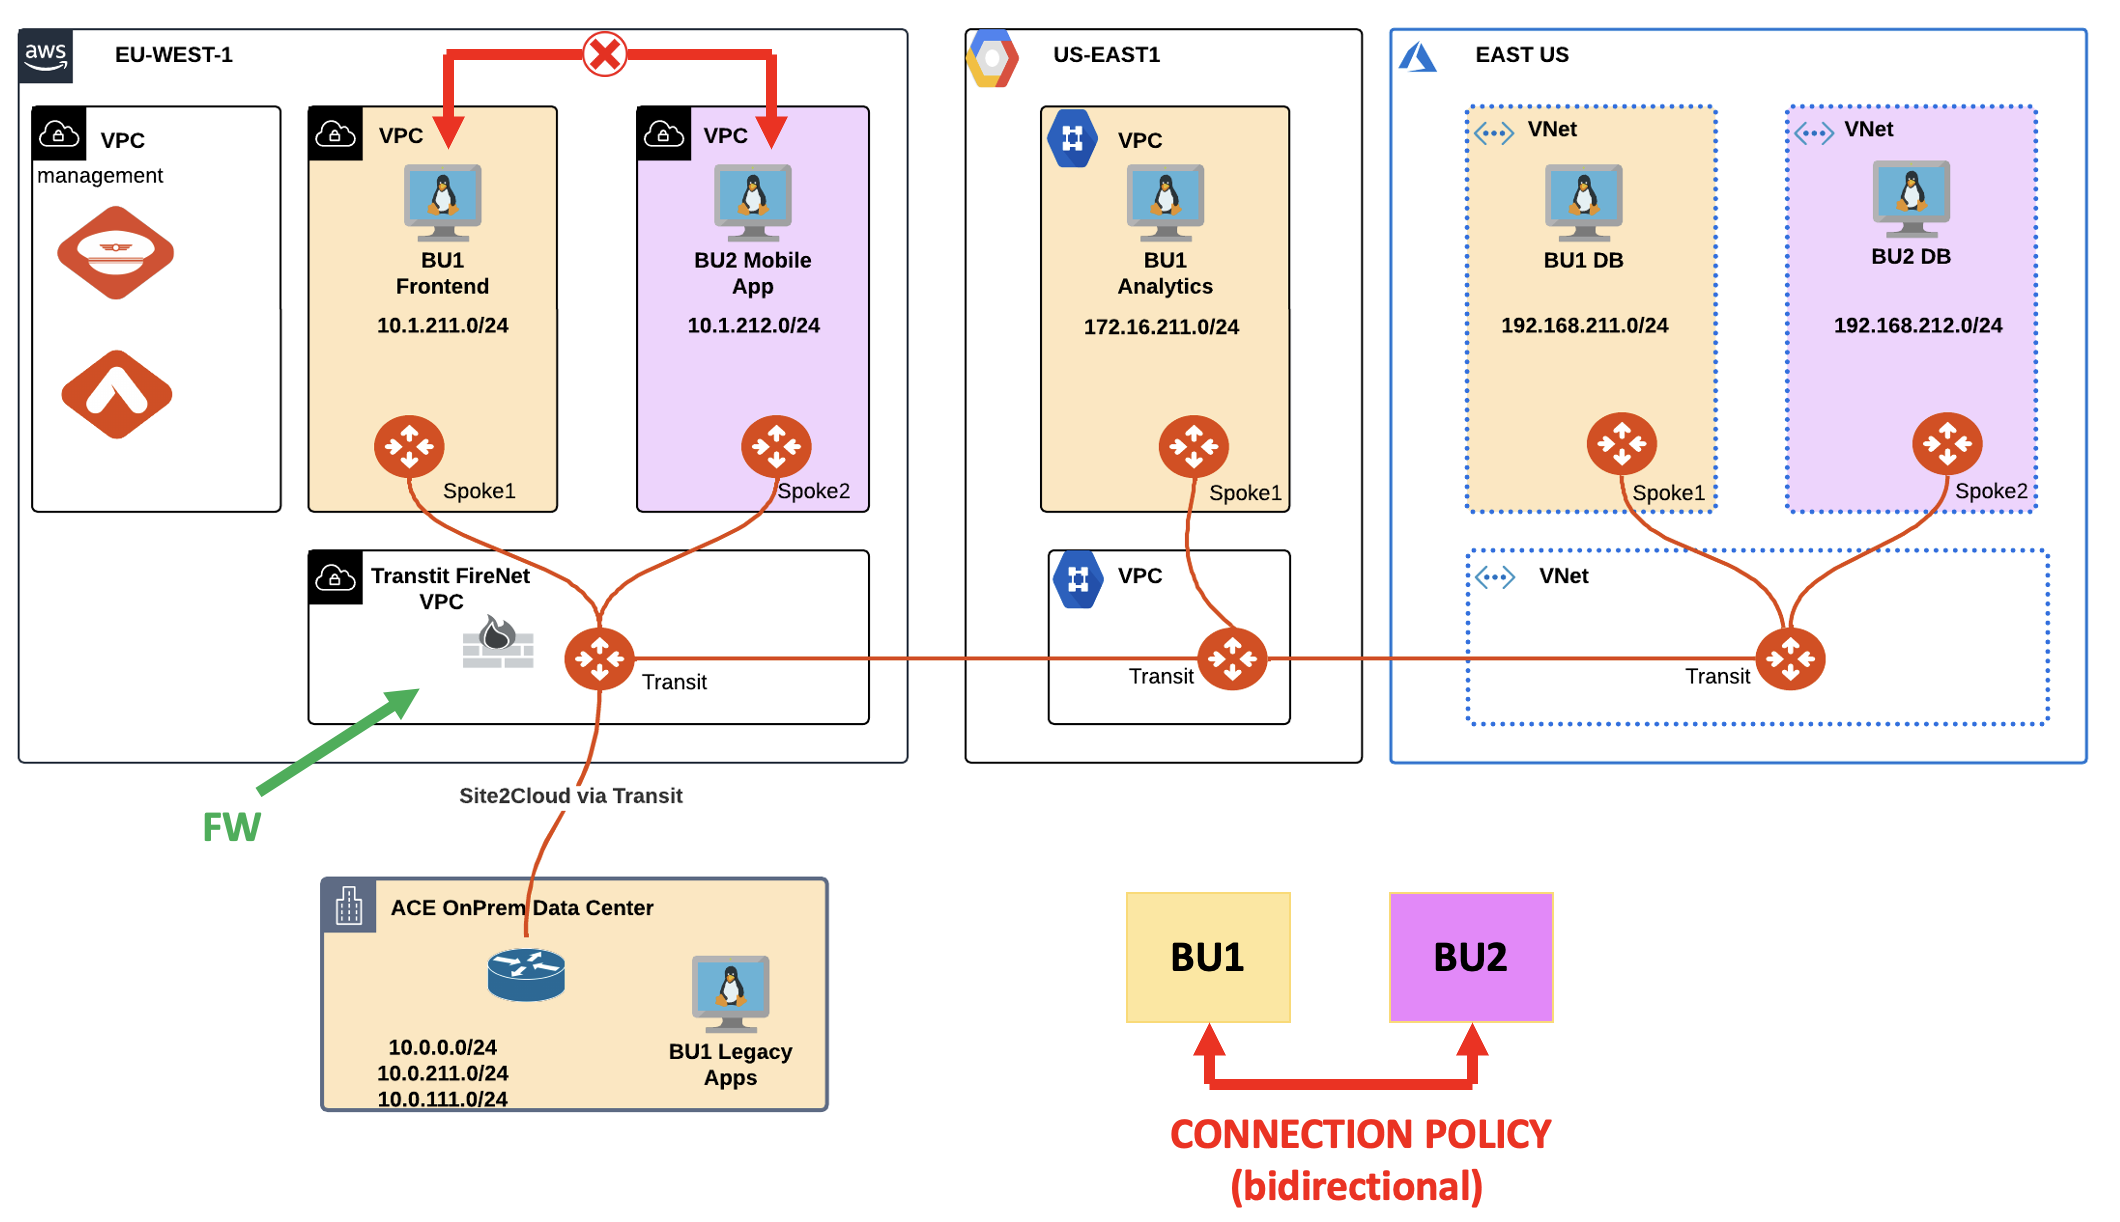 aws
EU-WEST-1
US-EAST1
EAST US
VPC
management
VPC
BU1
Frontend
10.1.211.0/24
Spoke1
VPC
BU2 Mobile
App
10.1.212.0/24
Spoke2
VPC
BU1
Analytics
172.16.211.0/24
Spoke1
VNet
BU1 DB
192.168.211.0/24
Spoke1
VNet
BU2 DB
192.168.212.0/24
Spoke2
Transtit FireNet
VPC
Transit
VPC
Transit
VNet
Transit
FW
Site2Cloud via Transit
ACE OnPrem Data Center
10.0.0.0/24
10.0.211.0/24
10.0.111.0/24
BU1 Legacy
Apps
BU1
BU2
CONNECTION POLICY
(bidirectional)